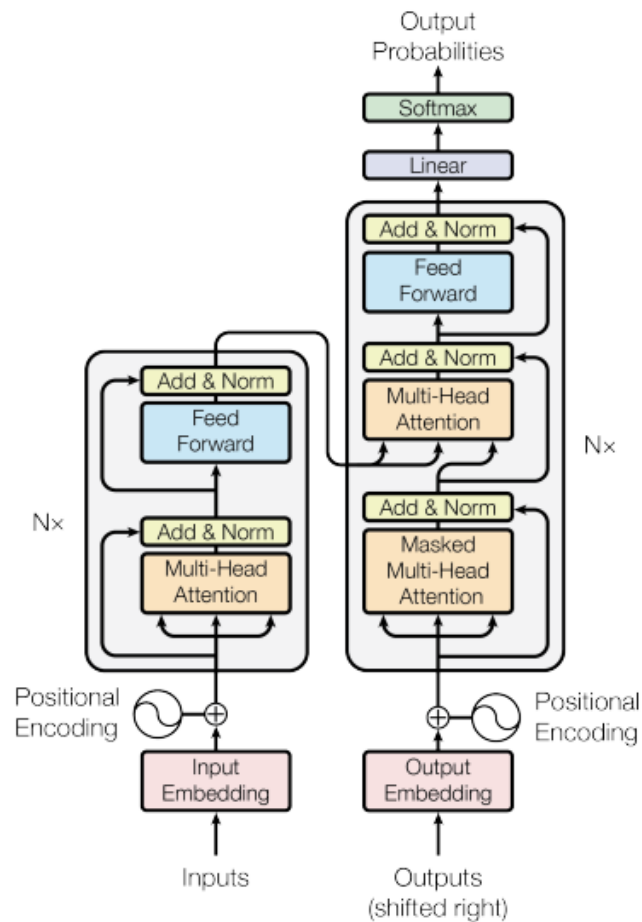 Output
Probabilities
Softmax
Linear
Add & Norm
Feed
Forward
Add & Norm
Multi-Head
Attention
Add & Norm
Masked
Multi-Head
Attention
Nx
Add & Norm
Feed
Forward
Add & Norm
Multi-Head
Attention
Nx
Positional
Encoding
Positional
Encoding
Input
Embedding
Output
Embedding
Inputs
Outputs
(shifted right)